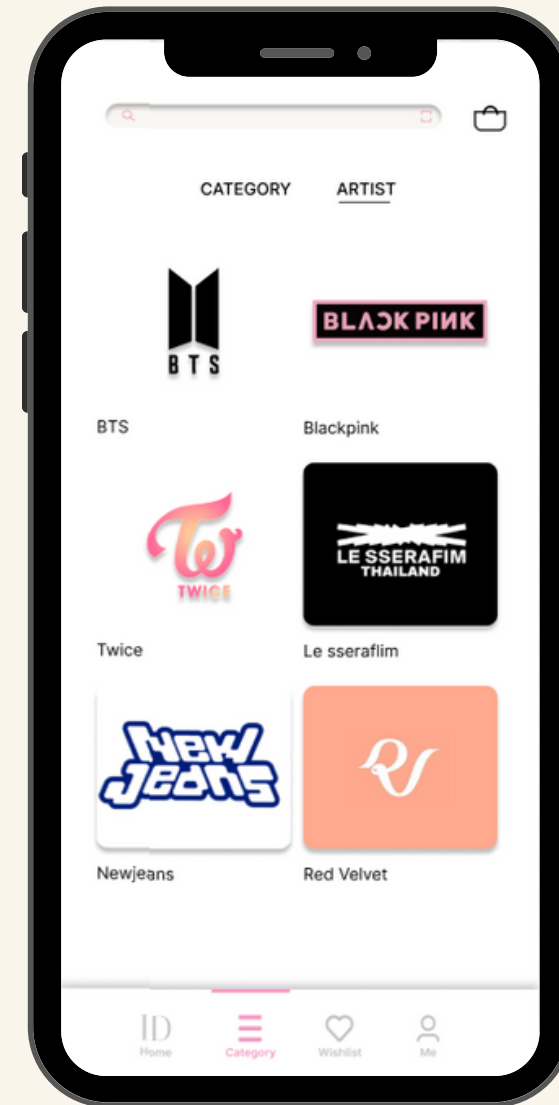 CATEGORY ARTIST
BTS
BLACKPINK
BTS Blackpink
TWICE
LE SSERAFIM
THAILAND
Twice Le sseraflim
New
Jeans
RV
Newjeans Red Velvet
ID
Home Category Wishlist Me